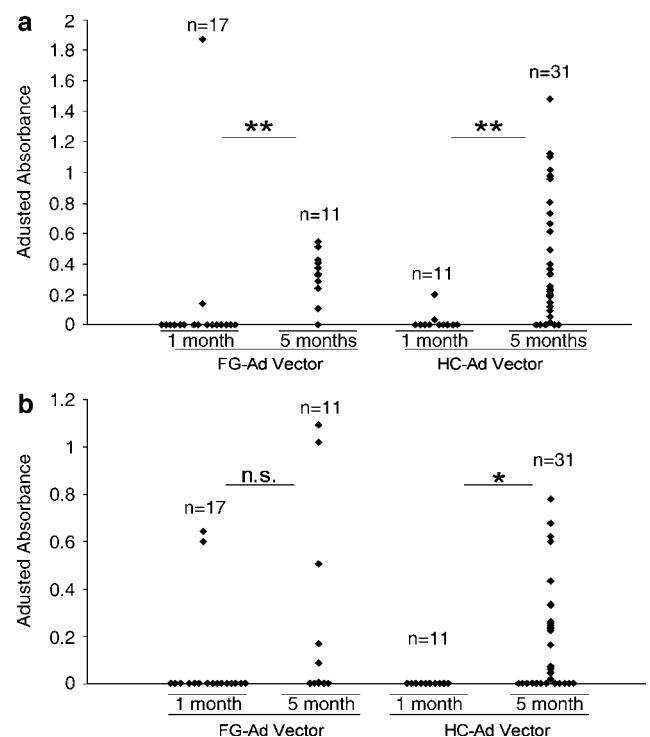 a
2
n=17
1.8
1.6
n=31
1.4
1.2
**
**
1
Adusted Absorbance
0.8
n=11
0.6
0.4
n=11
0.2
0
1 month
5 months
1 month
5 months
FG-Ad Vector
HC-Ad Vector
b
1.2
n=11
1
n.s.
*
n=31
0.8
n=17
Adusted Absorbance
0.6
0.4
n=11
0.2
0
1 month
5 month
1 month
5 month
FG-Ad Vector
HC-Ad Vector